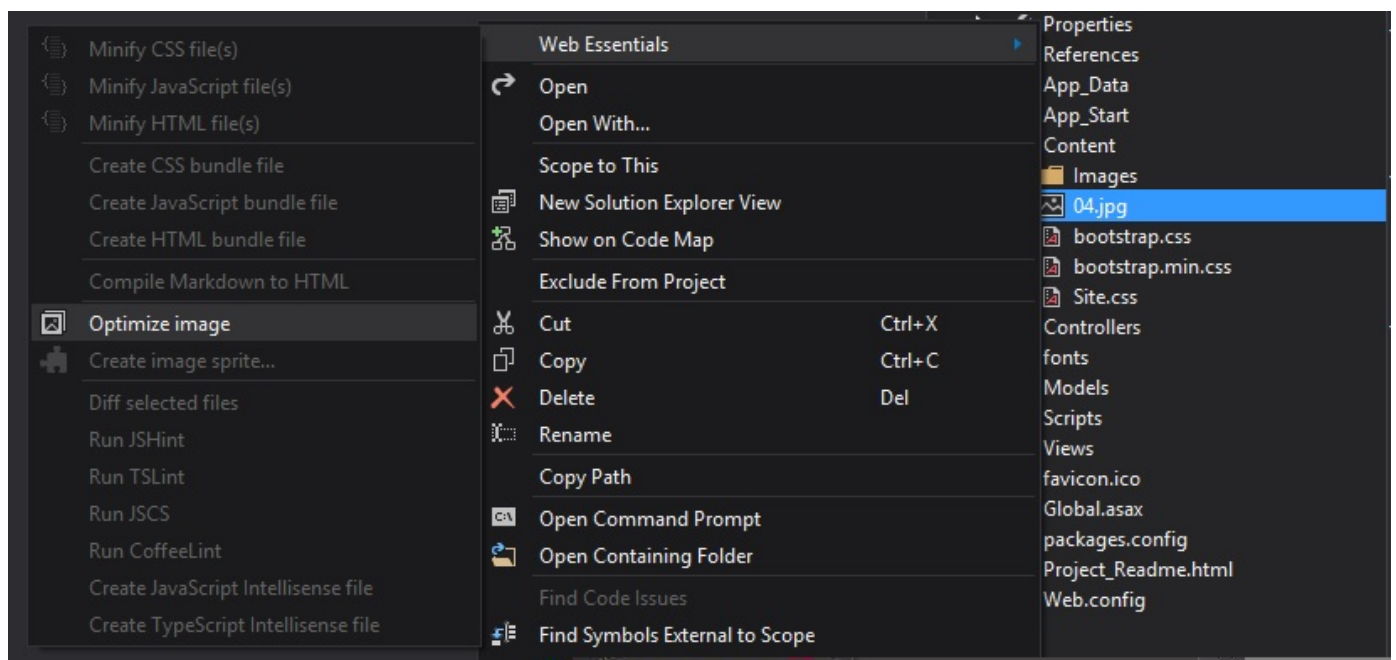 Minify CSS file(s)
Minify JavaScript file(s)
Minify HTML file(s)
Create CSS bundle file
Create JavaScript bundle file
Create HTML bundle file
Compile Markdown to HTML
Optimize image
Create image sprite...
Diff selected files
Run JSHint
Run TSLint
Run JSCS
Run CoffeeLint
Create JavaScript Intellisense file
Create TypeScript Intellisense file
Web Essentials
Open
Open With...
Scope to This
New Solution Explorer View
Show on Code Map
Exclude From Project
Cut Ctrl+X
Copy Ctrl+C
Delete Del
Rename
Copy Path
C:\ Open Command Prompt
Open Containing Folder
Find Code Issues
Find Symbols External to Scope
Properties
References
App_Data
App_Start
Content
Images
04.jpg
bootstrap.css
bootstrap.min.css
Site.css
Controllers
fonts
Models
Scripts
Views
favicon.ico
Global.asax
packages.config
Project_Readme.html
Web.config